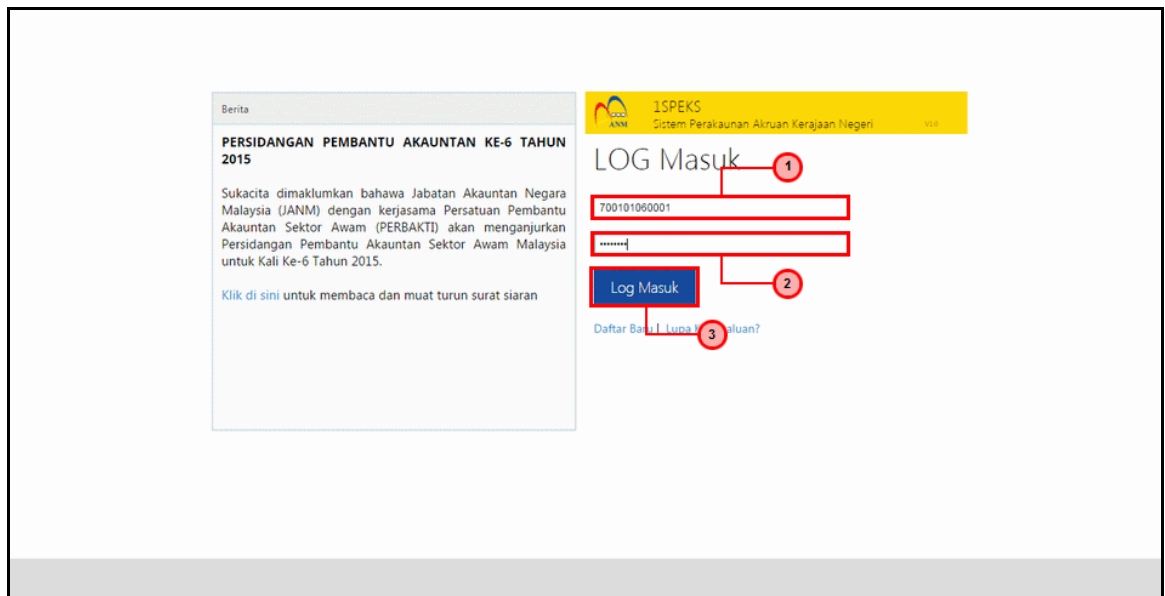 Berita
PERSIDANGAN PEMBANTU AKAUNTAN KE-6 TAHUN
2015
Sukacita dimaklumkan bahawa Jabatan Akauntan Negara
Malaysia (JANM) dengan kerjasama Persatuan Pembantu
Akauntan Sektor Awam (PERBAKTI) akan menganjurkan
Persidangan Pembantu Akauntan Sektor Awam Malaysia
untuk Kali Ke-6 Tahun 2015.
Klik di sini untuk membaca dan muat turun surat siaran
ANM
1SPEKS
Sistem Perakaunan Akruan Kerajaan Negeri
V1.0
LOG Masuk
1
700101060001
2
Log Masuk
3
Daftar Baru | Lupa